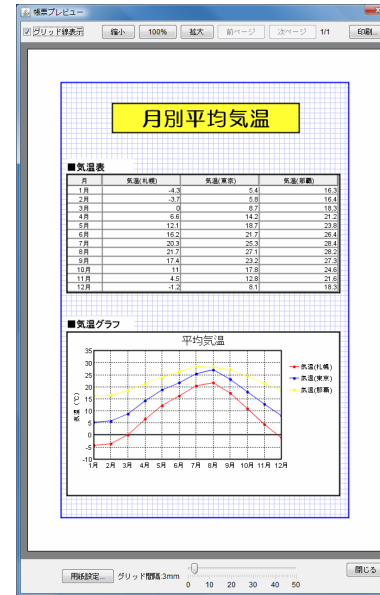 帳票プレビュー
グリッド線表示 縮小 100% 拡大 前ページ 次ページ 1/1 印刷...
月別平均気温
■気温表
月 気温(札幌) 気温(東京) 気温(那覇)
1月 -4.3 5.4 16.3
2月 -3.7 5.8 16.4
3月 0 8.7 18.3
4月 6.6 14.2 21.2
5月 12.1 18.7 23.8
6月 16.2 21.7 26.4
7月 20.3 25.3 28.4
8月 21.7 27.1 28.2
9月 17.4 23.2 27.3
10月 11 17.8 24.6
11月 4.5 12.8 21.6
12月 -1.2 8.1 18.3
■気温グラフ
平均気温
35
30
25
20
15
10
5
0
-5
-10
気温 (℃)
1月 2月 3月 4月 5月 6月 7月 8月 9月 10月 11月 12月
気温(札幌)
気温(東京)
気温(那覇)
用紙設定... グリッド間隔:3mm 0 10 20 30 40 50 閉じる